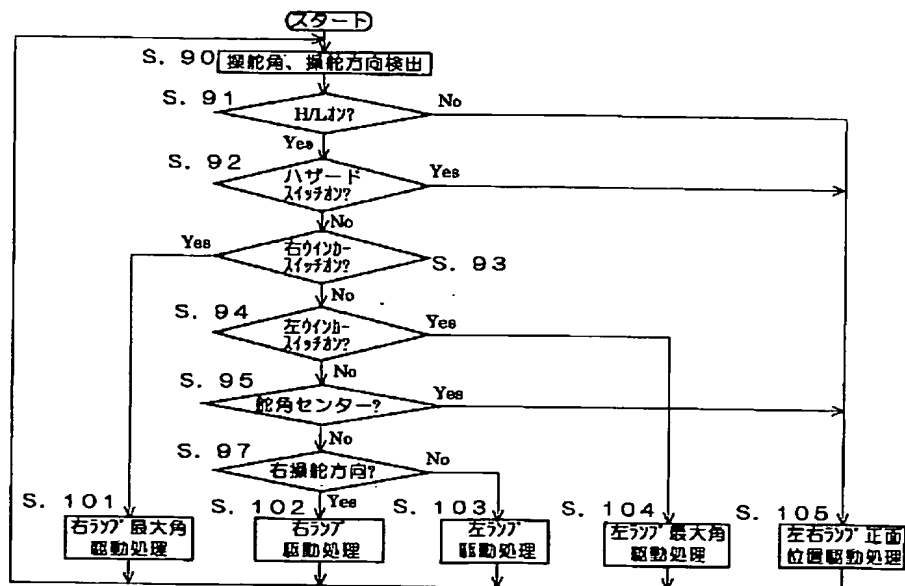 スタート
S. 90
操舵角、操舵方向検出
S. 91
H/Lオン?
No
Yes
S. 92
ハザード
スイッチオン?
Yes
No
Yes
右ウインカー
スイッチオン?
S. 93
No
S. 94
左ウインカー
スイッチオン?
Yes
No
S. 95
舵角センター?
Yes
No
S. 97
右操舵方向?
No
Yes
S. 101
右ランプ最大角
駆動処理
S. 102
右ランプ
駆動処理
S. 103
左ランプ
駆動処理
S. 104
左ランプ最大角
駆動処理
S. 105
左右ランプ正面
位置駆動処理